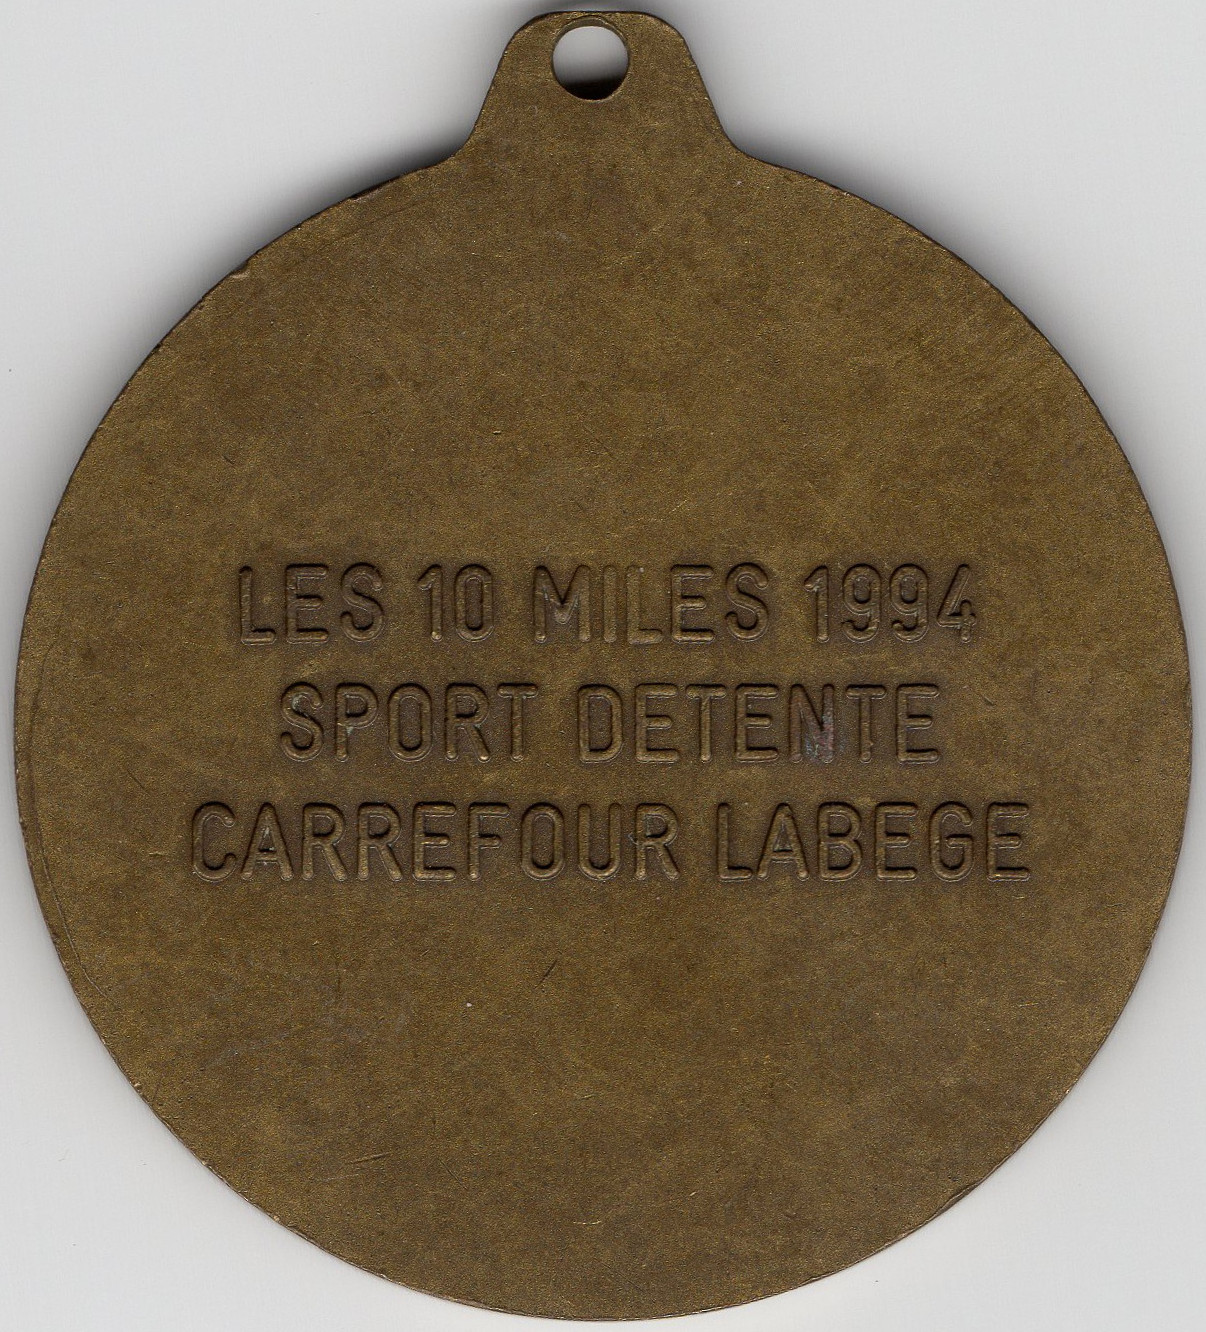 LES 10 MILES 1994
SPORT DETENTE
CARREFOUR LABEGE